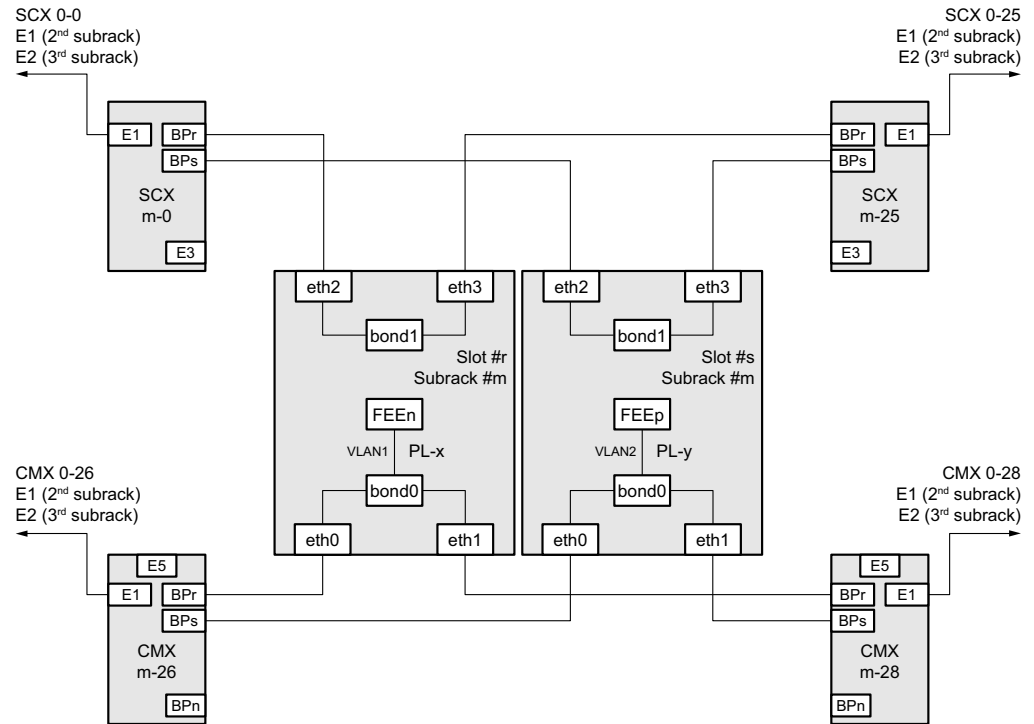 SCX 0-0
E1 (2nd subrack)
E2 (3rd subrack)
SCX 0-25
E1 (2nd subrack)
E2 (3rd subrack)
E1
BPr
BPs
SCX
m-0
E3
BPr
E1
BPs
SCX
m-25
E3
eth2
eth3
bond1
Slot #r
Subrack #m
FEEn
VLAN1
PL-x
bond0
eth0
eth1
eth2
eth3
bond1
Slot #s
Subrack #m
FEEp
VLAN2
PL-y
bond0
eth0
eth1
CMX 0-26
E1 (2nd subrack)
E2 (3rd subrack)
CMX 0-28
E1 (2nd subrack)
E2 (3rd subrack)
E5
E1
BPr
BPs
CMX
m-26
BPn
E5
BPr
E1
BPs
CMX
m-28
BPn